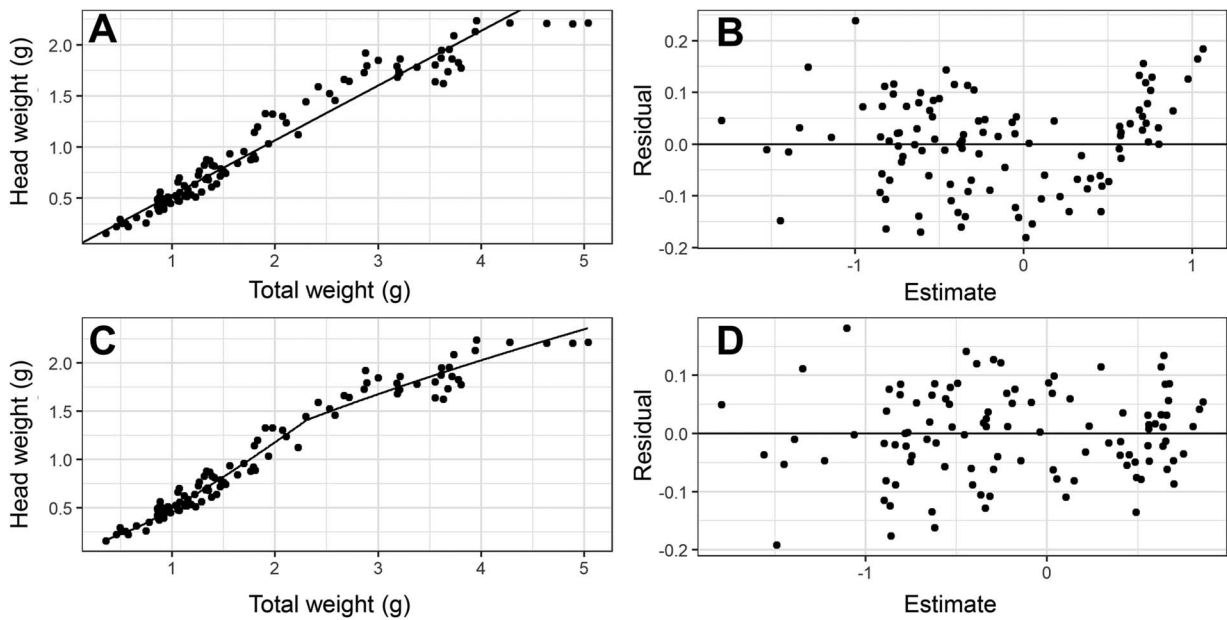 A
Head weight (g)
2.0
1.5
1.0
0.5
1 2 3 4 5
Total weight (g)
B
Residual
0.2
0.1
0.0
-0.1
-0.2
-1 0 1
Estimate
C
Head weight (g)
2.0
1.5
1.0
0.5
1 2 3 4 5
Total weight (g)
D
Residual
0.1
0.0
-0.1
-0.2
-1 0
Estimate